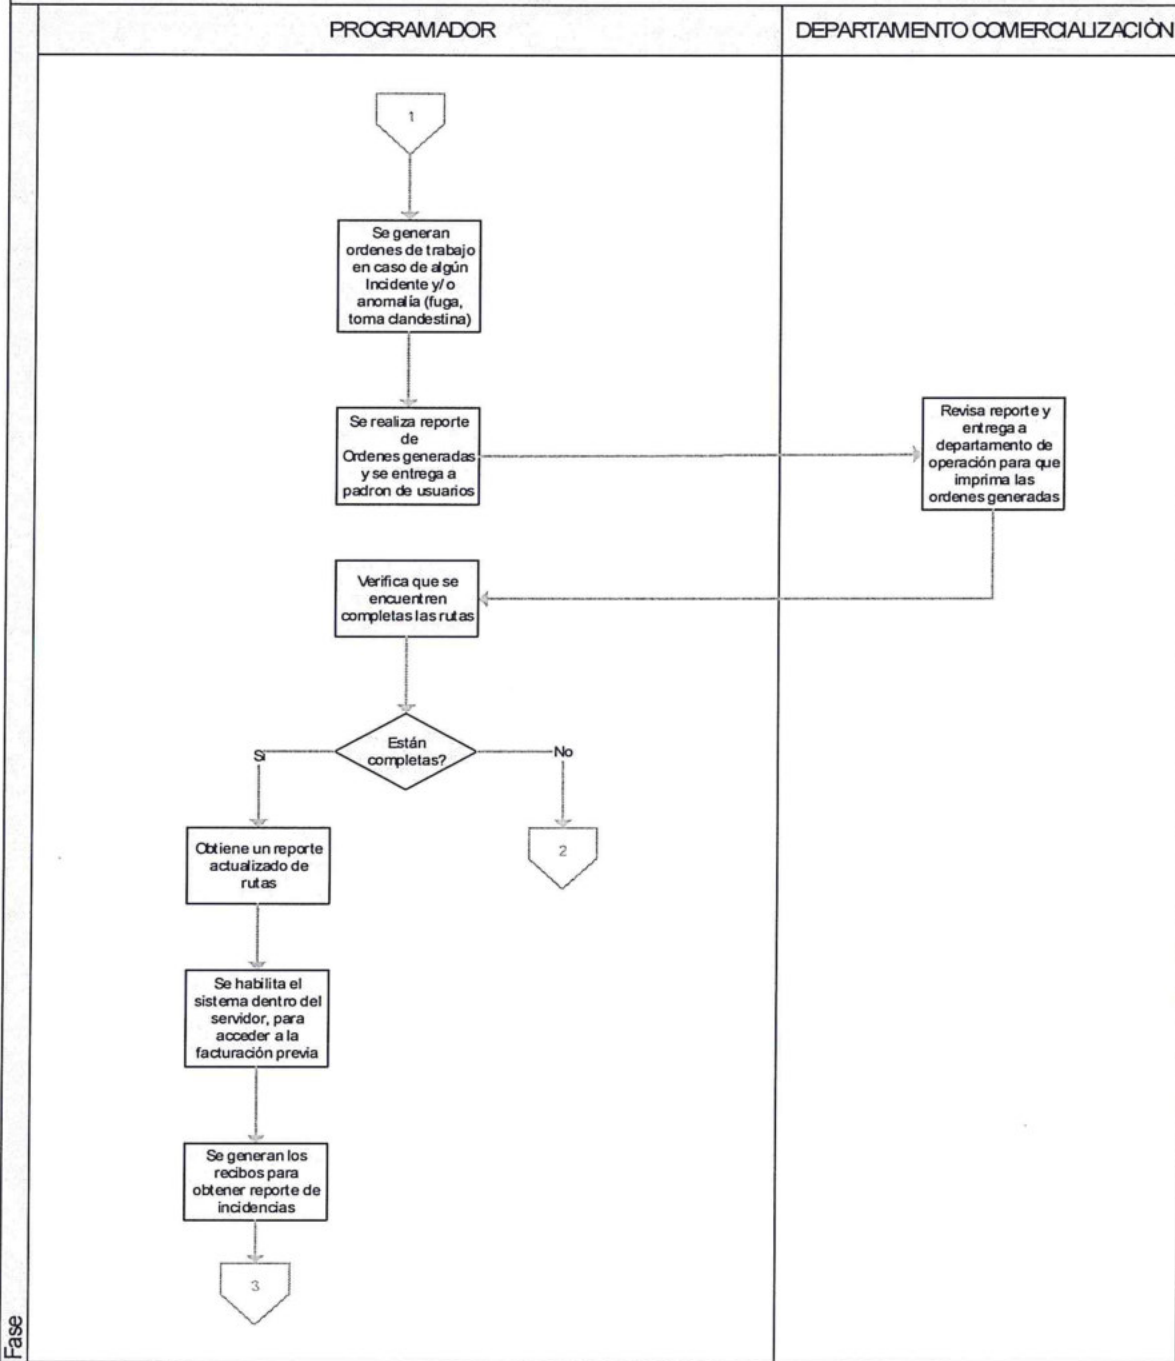 PROGRAMADOR
DEPARTAMENTO COMERCIALIZACIÒN
1
Se generan
ordenes de trabajo
en caso de algún
Incidente y/o
anomalía (fuga,
toma clandestina)
Se realiza reporte
de
Ordenes generadas
y se entrega a
padron de usuarios
Revisa reporte y
entrega a
departamento de
operación para que
imprima las
ordenes generadas
Verifica que se
encuentren
completas las rutas
Están
completas?
Si
No
Obtiene un reporte
actualizado de
rutas
2
Se habilita el
sistema dentro del
servidor, para
acceder a la
facturación previa
Se generan los
recibos para
obtener reporte de
incidencias
3
Fase